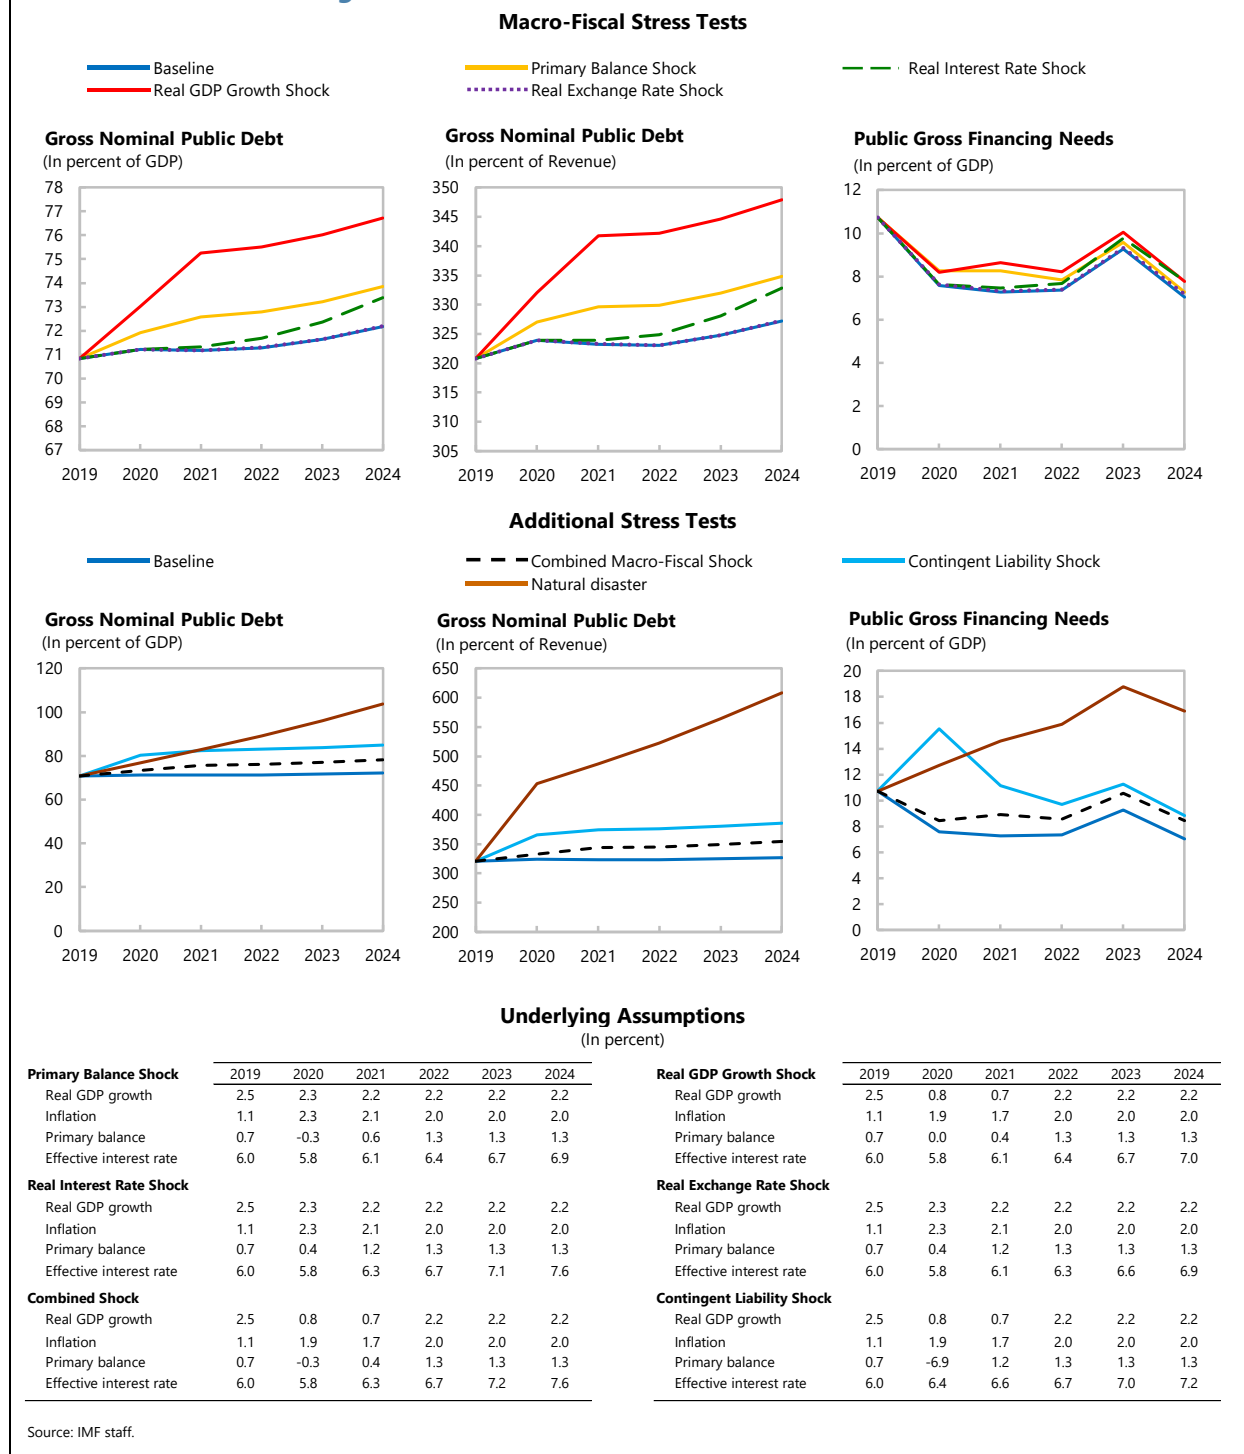 Macro-Fiscal Stress Tests
Baseline
Primary Balance Shock
Real Interest Rate Shock
Real GDP Growth Shock
Real Exchange Rate Shock
Gross Nominal Public Debt
(In percent of GDP)
78
77
76
75
74
73
72
71
70
69
68
67
2019 2020 2021 2022 2023 2024
Gross Nominal Public Debt
(In percent of Revenue)
350
345
340
335
330
325
320
315
310
305
2019 2020 2021 2022 2023 2024
Public Gross Financing Needs
(In percent of GDP)
12
10
8
6
4
2
0
2019 2020 2021 2022 2023 2024
Additional Stress Tests
Baseline
Combined Macro-Fiscal Shock
Contingent Liability Shock
Natural disaster
Gross Nominal Public Debt
(In percent of GDP)
120
100
80
60
40
20
0
2019 2020 2021 2022 2023 2024
Gross Nominal Public Debt
(In percent of Revenue)
650
600
550
500
450
400
350
300
250
200
2019 2020 2021 2022 2023 2024
Public Gross Financing Needs
(In percent of GDP)
20
18
16
14
12
10
8
6
4
2
0
2019 2020 2021 2022 2023 2024
Underlying Assumptions
(In percent)
Primary Balance Shock 2019 2020 2021 2022 2023 2024
Real GDP growth 2.5 2.3 2.2 2.2 2.2 2.2
Inflation 1.1 2.3 2.1 2.0 2.0 2.0
Primary balance 0.7 -0.3 0.6 1.3 1.3 1.3
Effective interest rate 6.0 5.8 6.1 6.4 6.7 6.9
Real Interest Rate Shock
Real GDP growth 2.5 2.3 2.2 2.2 2.2 2.2
Inflation 1.1 2.3 2.1 2.0 2.0 2.0
Primary balance 0.7 0.4 1.2 1.3 1.3 1.3
Effective interest rate 6.0 5.8 6.3 6.7 7.1 7.6
Combined Shock
Real GDP growth 2.5 0.8 0.7 2.2 2.2 2.2
Inflation 1.1 1.9 1.7 2.0 2.0 2.0
Primary balance 0.7 -0.3 0.4 1.3 1.3 1.3
Effective interest rate 6.0 5.8 6.3 6.7 7.2 7.6
Real GDP Growth Shock 2019 2020 2021 2022 2023 2024
Real GDP growth 2.5 0.8 0.7 2.2 2.2 2.2
Inflation 1.1 1.9 1.7 2.0 2.0 2.0
Primary balance 0.7 0.0 0.4 1.3 1.3 1.3
Effective interest rate 6.0 5.8 6.1 6.4 6.7 7.0
Real Exchange Rate Shock
Real GDP growth 2.5 2.3 2.2 2.2 2.2 2.2
Inflation 1.1 2.3 2.1 2.0 2.0 2.0
Primary balance 0.7 0.4 1.2 1.3 1.3 1.3
Effective interest rate 6.0 5.8 6.1 6.3 6.6 6.9
Contingent Liability Shock
Real GDP growth 2.5 0.8 0.7 2.2 2.2 2.2
Inflation 1.1 1.9 1.7 2.0 2.0 2.0
Primary balance 0.7 -6.9 1.2 1.3 1.3 1.3
Effective interest rate 6.0 6.4 6.6 6.7 7.0 7.2
Source: IMF staff.